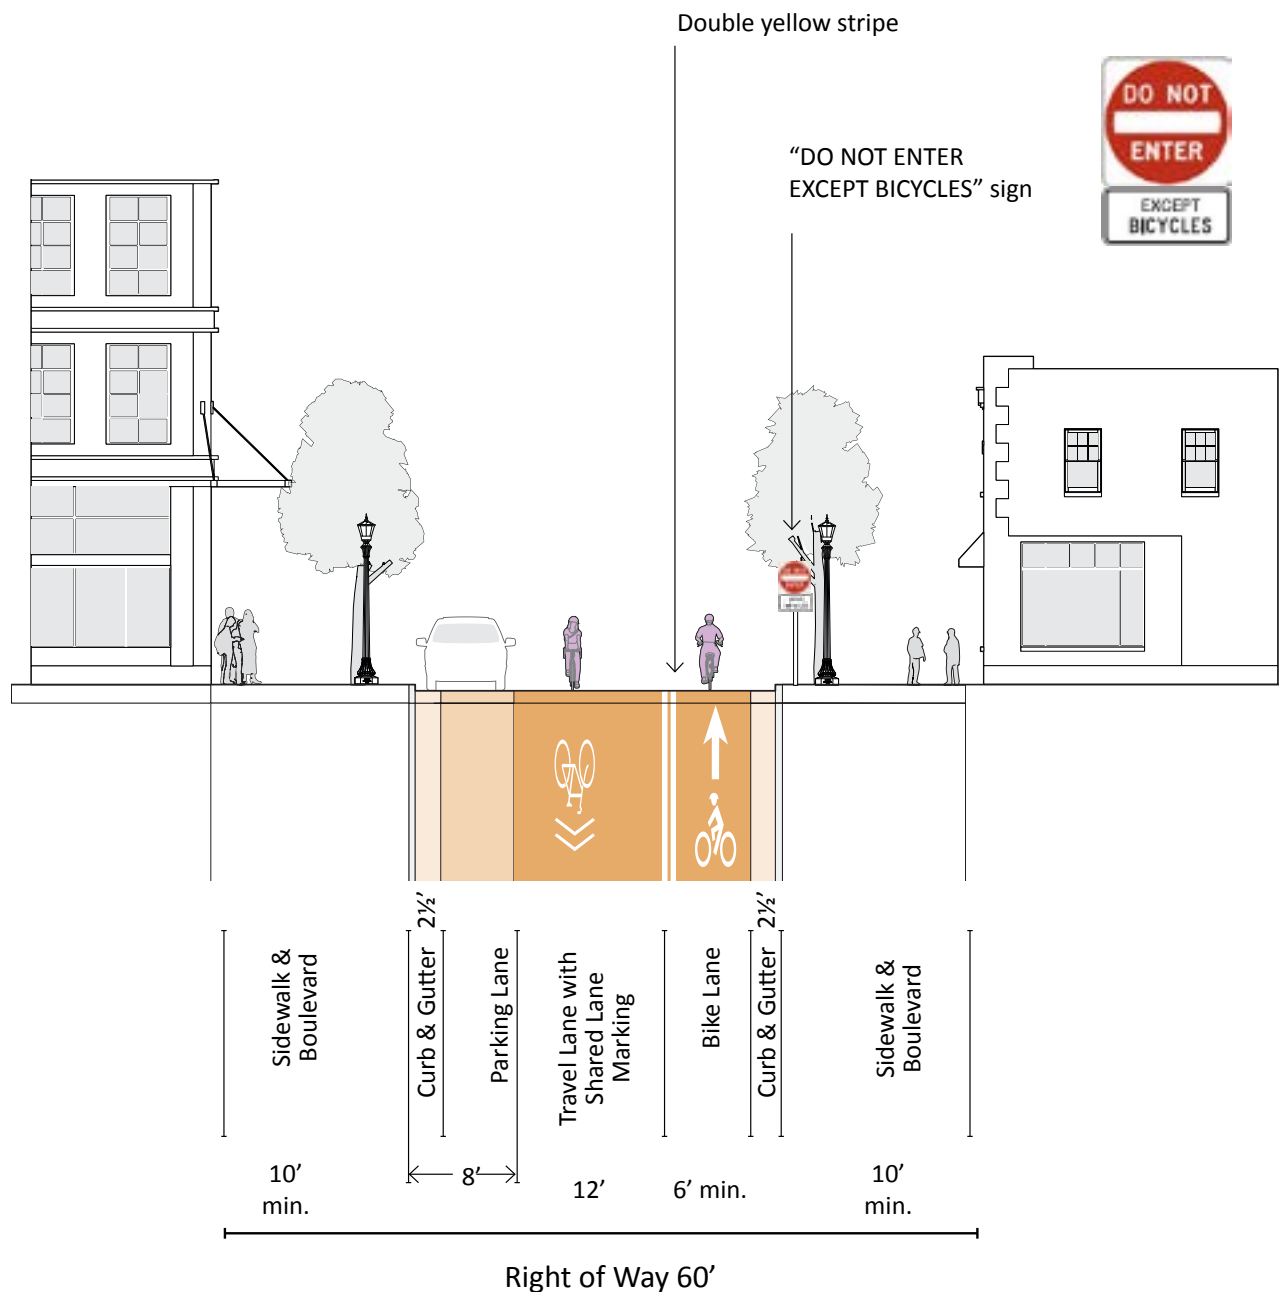 Double yellow stripe
DO NOT
ENTER
EXCEPT
BICYCLES
“DO NOT ENTER
EXCEPT BICYCLES” sign
Sidewalk &
Boulevard
Curb & Gutter 2½’
Parking Lane
Travel Lane with
Shared Lane
Marking
Bike Lane
Curb & Gutter 2½’
Sidewalk &
Boulevard
10’
min.
8’
12’
6’ min.
10’
min.
Right of Way 60’